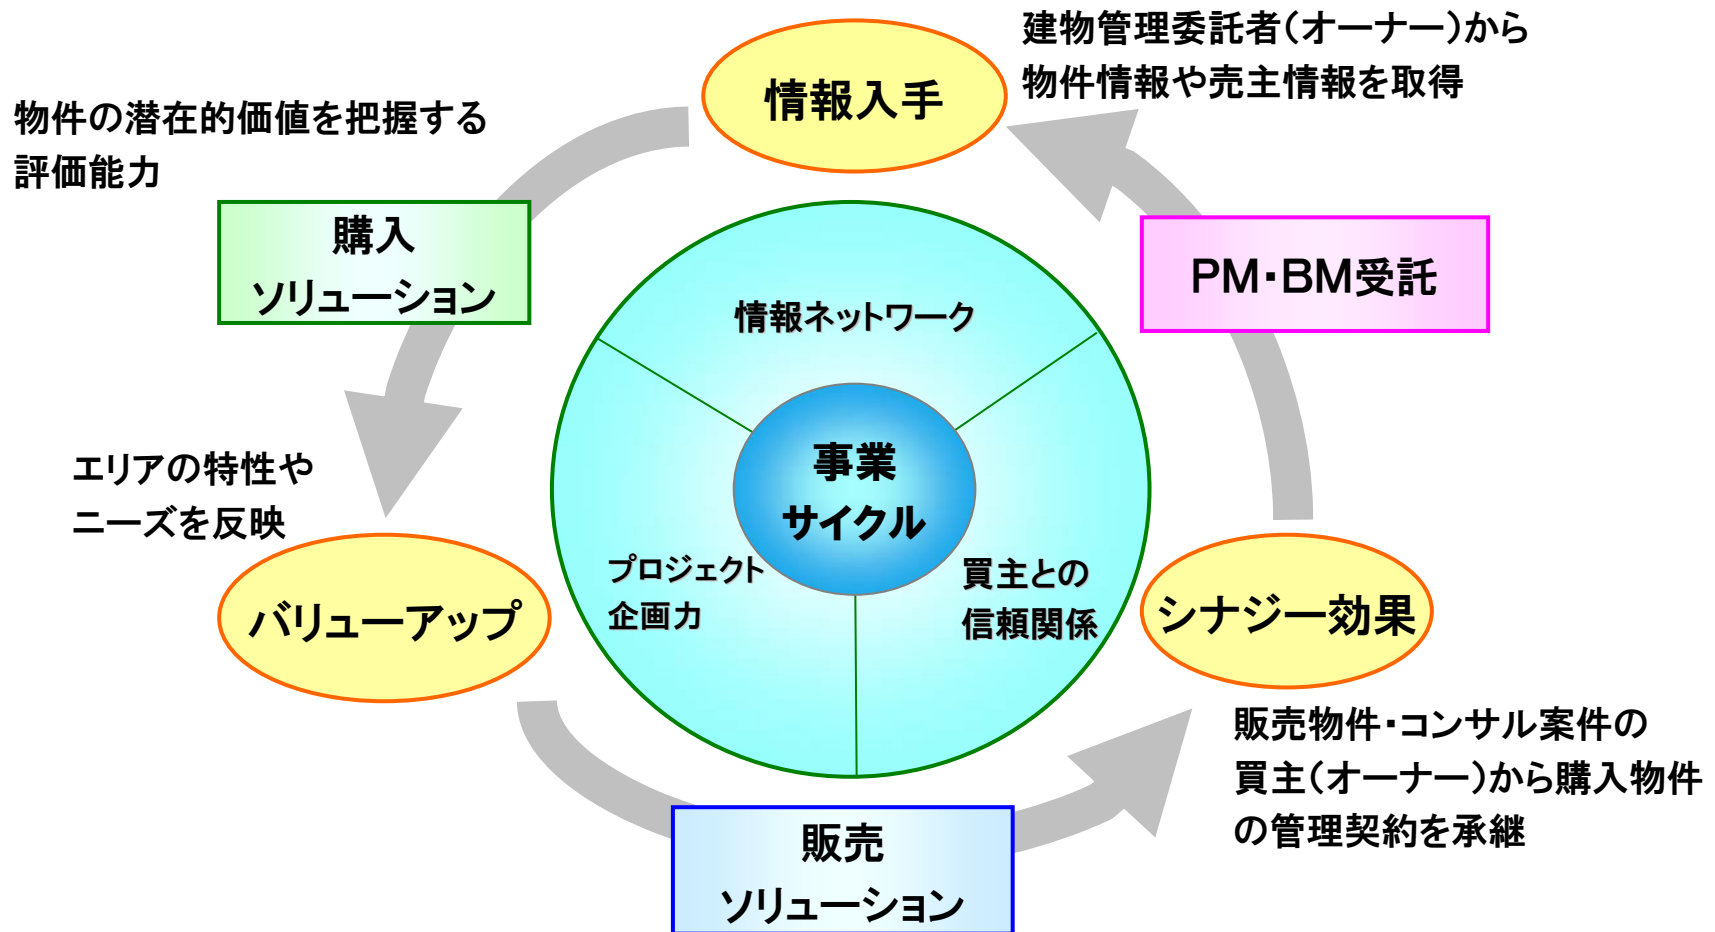 建物管理委託者(オーナー)から
物件情報や売主情報を取得
情報入手
物件の潜在的価値を把握する
評価能力
購入
ソリューション
PM・BM受託
情報ネットワーク
事業
サイクル
エリアの特性や
ニーズを反映
バリューアップ
プロジェクト
企画力
買主との
信頼関係
シナジー効果
販売物件・コンサル案件の
買主(オーナー)から購入物件
の管理契約を承継
販売
ソリューション